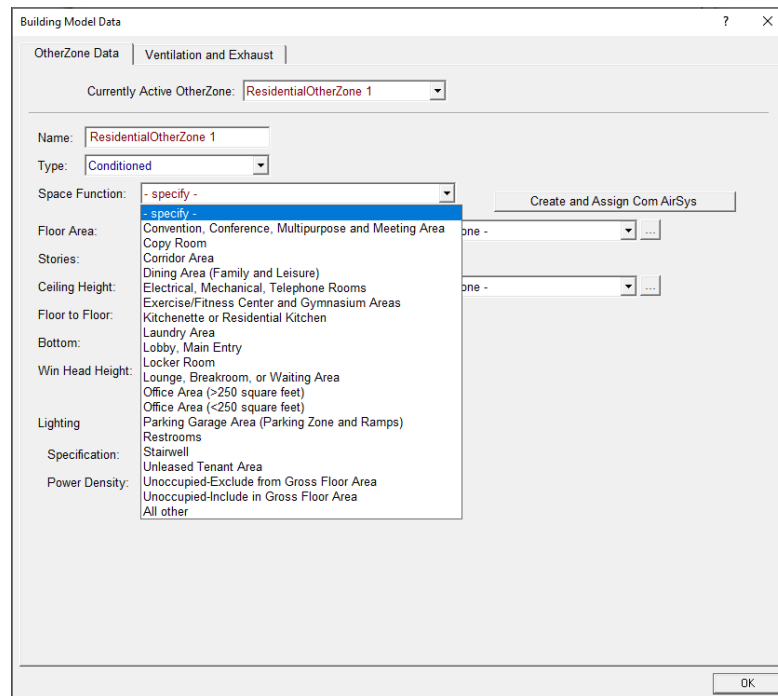 Building Model Data ? X
OtherZone Data Ventilation and Exhaust
Currently Active OtherZone: ResidentialOtherZone 1
Name: ResidentialOtherZone 1
Type: Conditioned
Space Function: - specify -
Create and Assign Com AirSys
- specify -
Convention, Conference, Multipurpose and Meeting Area
Floor Area: one - ...
Copy Room
Corridor Area
Stories:
Dining Area (Family and Leisure)
Electrical, Mechanical, Telephone Rooms
Ceiling Height: one - ...
Exercise/Fitness Center and Gymnasium Areas
Floor to Floor:
Kitchenette or Residential Kitchen
Laundry Area
Bottom:
Lobby, Main Entry
Locker Room
Win Head Height:
Lounge, Breakroom, or Waiting Area
Office Area (>250 square feet)
Office Area (<250 square feet)
Lighting
Parking Garage Area (Parking Zone and Ramps)
Restrooms
Specification:
Stairwell
Unleased Tenant Area
Power Density:
Unoccupied-Exclude from Gross Floor Area
Unoccupied-Include in Gross Floor Area
All other
OK